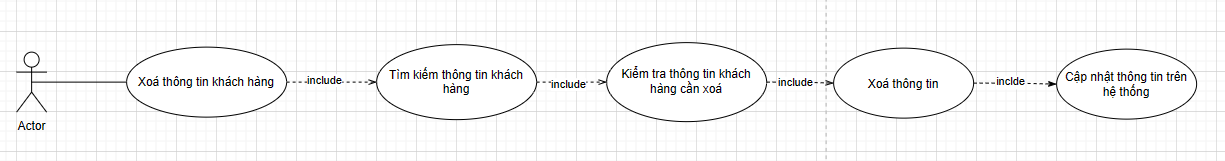 Actor
Xoá thông tin khách hàng
include
Tìm kiếm thông tin khách
hàng
include
Kiểm tra thông tin khách
hàng cần xoá
include
Xoá thông tin
inclde
Cập nhật thông tin trên
hệ thống